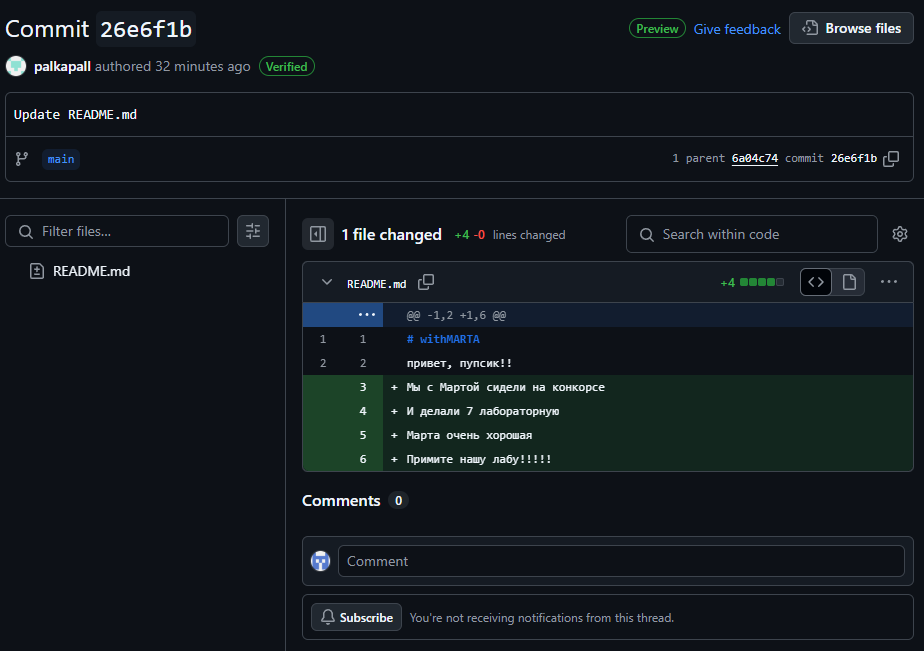 Commit 26e6f1b
Preview Give feedback Browse files
palkapall authored 32 minutes ago Verified
Update README.md
main
1 parent 6a04c74 commit 26e6f1b
Filter files...
README.md
1 file changed +4 -0 lines changed
Search within code
README.md
+4
@@ -1,2 +1,6 @@
1 1 # withMARTA
2 2 привет, пупсик!!
3 + Мы с Мартой сидели на конкорсе
4 + И делали 7 лабораторную
5 + Марта очень хорошая
6 + Примите нашу лабу!!!!!
Comments 0
Comment
Subscribe You're not receiving notifications from this thread.